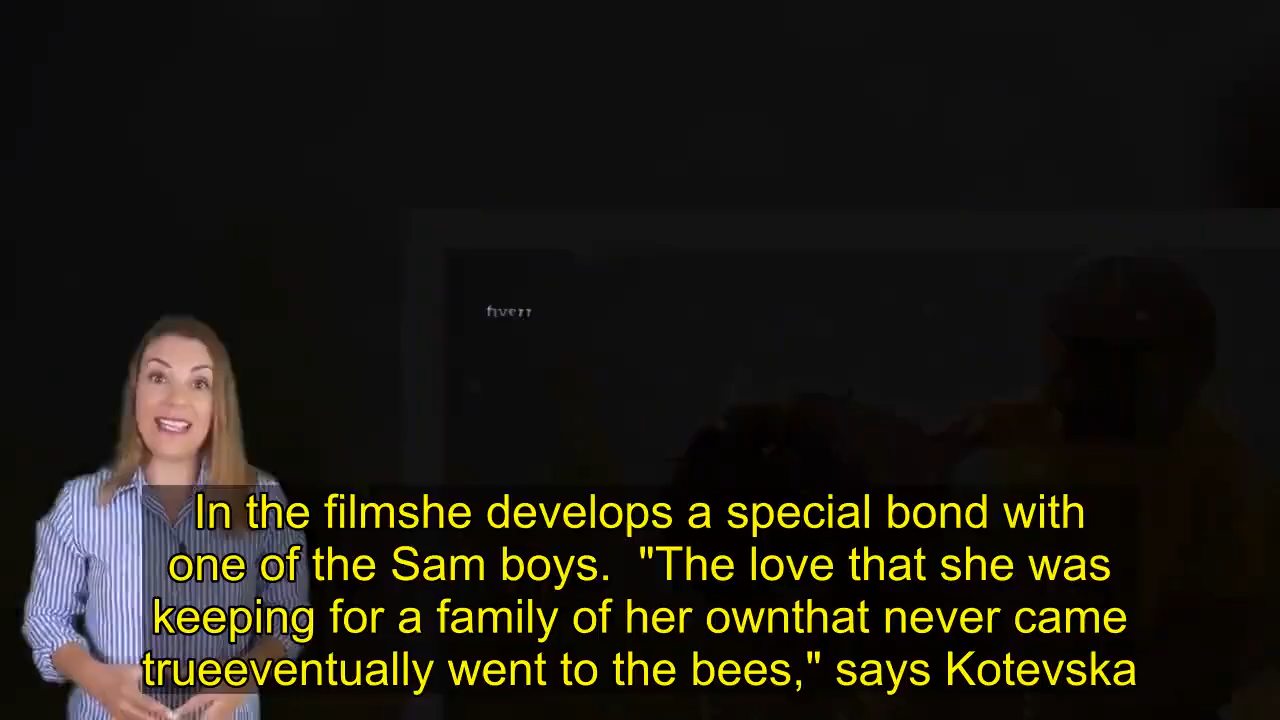 fiverr
In the filmshe develops a special bond with
one of the Sam boys.  "The love that she was
keeping for a family of her ownthat never came
trueeventually went to the bees," says Kotevska